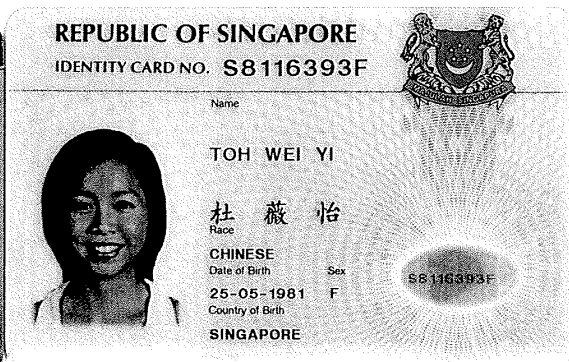 REPUBLIC OF SINGAPORE
IDENTITY CARD NO. S8116393F
Name
TOH WEI YI
杜 薇 怡
Race
CHINESE
Date of Birth Sex
25-05-1981 F
Country of Birth
SINGAPORE
S8116393F